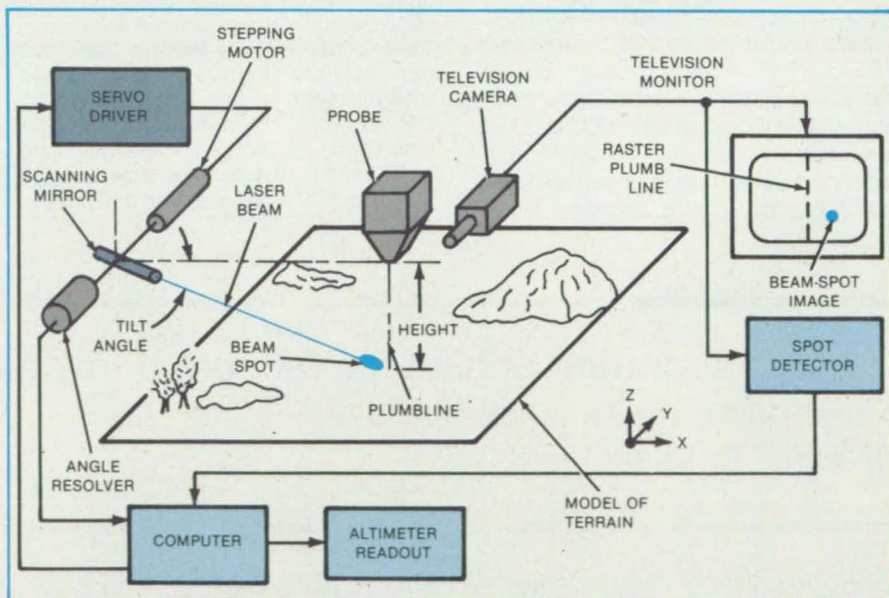 STEPPING
MOTOR
SERVO
DRIVER
SCANNING
MIRROR
LASER
BEAM
PROBE
TELEVISION
CAMERA
TELEVISION
MONITOR
RASTER
PLUMB
LINE
BEAM-SPOT
IMAGE
TILT
ANGLE
HEIGHT
BEAM
SPOT
PLUMBLINE
SPOT
DETECTOR
Z
Y
X
ANGLE
RESOLVER
MODEL OF
TERRAIN
COMPUTER
ALTIMETER
READOUT